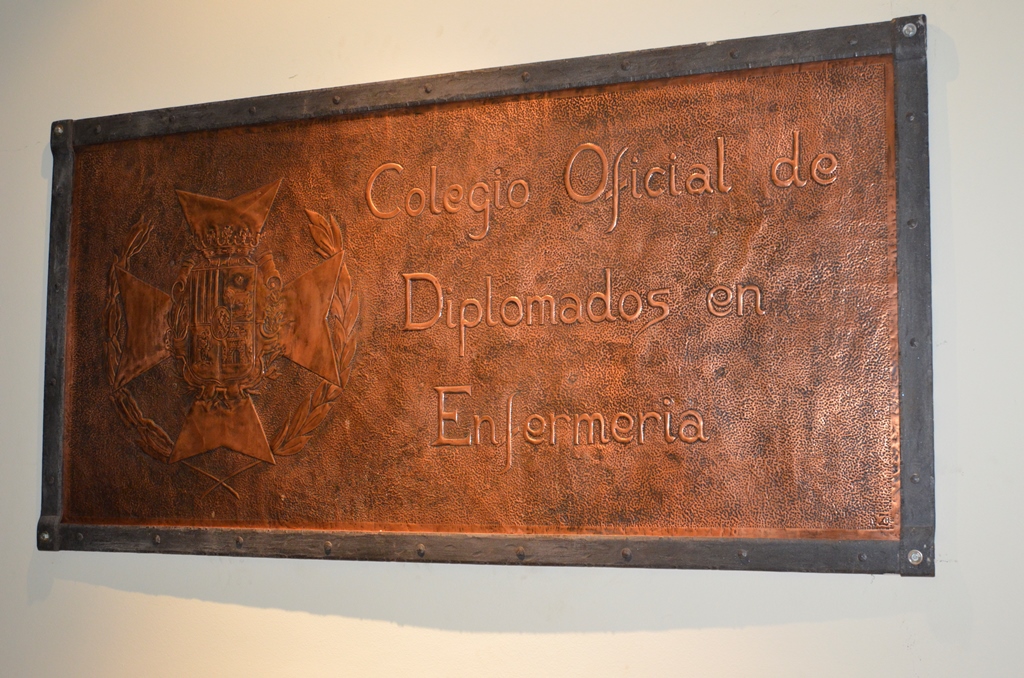 Colegio Oficial de
Diplomados en
Enfermeria